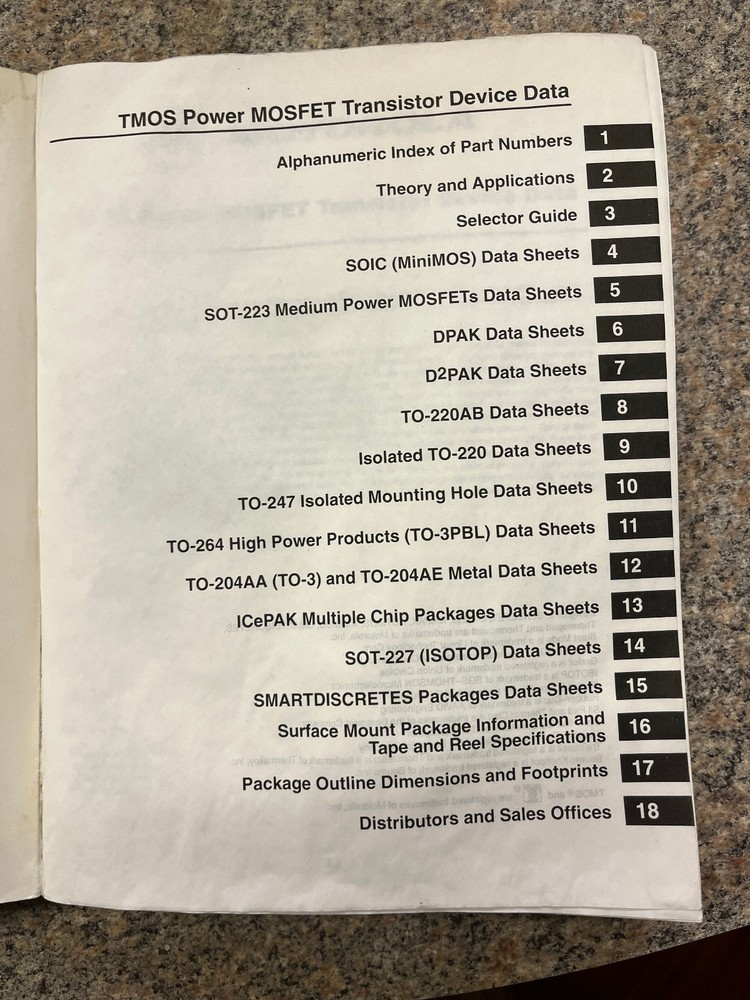 TMOS Power MOSFET Transistor Device Data
Alphanumeric Index of Part Numbers 1
Theory and Applications 2
Selector Guide 3
SOIC (MiniMOS) Data Sheets 4
SOT-223 Medium Power MOSFETs Data Sheets 5
DPAK Data Sheets 6
D2PAK Data Sheets 7
TO-220AB Data Sheets 8
Isolated TO-220 Data Sheets 9
TO-247 Isolated Mounting Hole Data Sheets 10
TO-264 High Power Products (TO-3PBL) Data Sheets 11
TO-204AA (TO-3) and TO-204AE Metal Data Sheets 12
ICePAK Multiple Chip Packages Data Sheets 13
SOT-227 (ISOTOP) Data Sheets 14
SMARTDISCRETES Packages Data Sheets 15
Surface Mount Package Information and
Tape and Reel Specifications 16
Package Outline Dimensions and Footprints 17
Distributors and Sales Offices 18